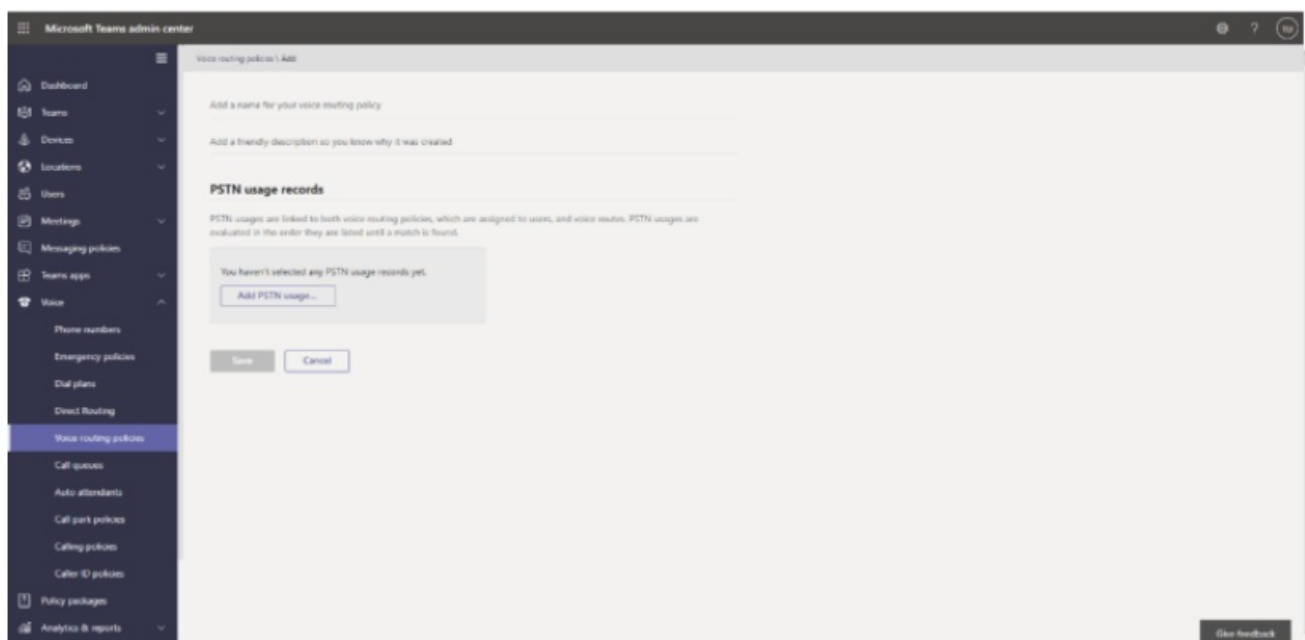 Microsoft Teams admin center
?
Voice routing policies \ Add
Dashboard
Teams
Devices
Locations
Users
Meetings
Messaging policies
Teams apps
Voice
Phone numbers
Emergency policies
Dial plans
Direct Routing
Voice routing policies
Call queues
Auto attendants
Call park policies
Calling policies
Caller ID policies
Policy packages
Analytics & reports
Add a name for your voice routing policy
Add a friendly description so you know why it was created
PSTN usage records
PSTN usages are linked to both voice routing policies, which are assigned to users, and voice routes. PSTN usages are
evaluated in the order they are listed until a match is found.
You haven't selected any PSTN usage records yet.
Add PSTN usage...
Save
Cancel
Give feedback